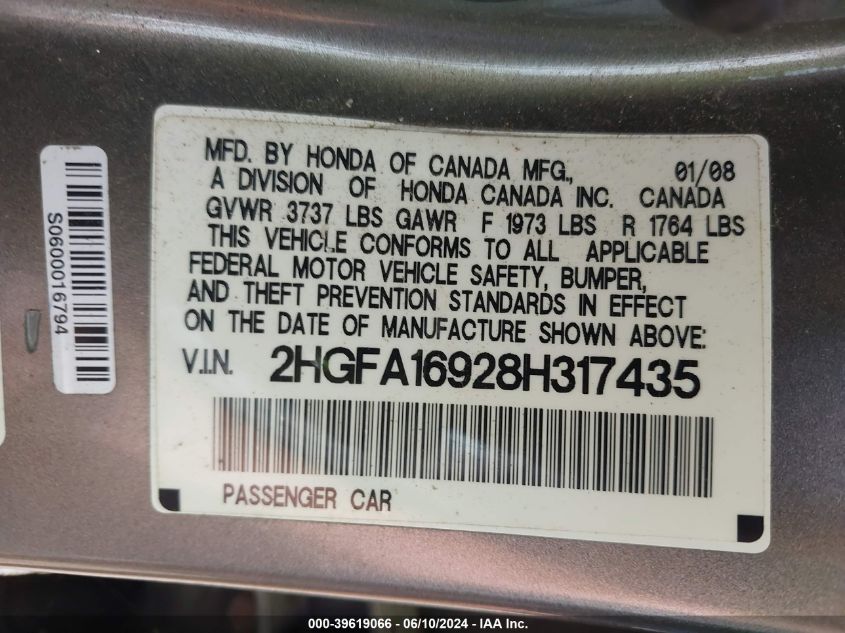 MFD. BY HONDA OF CANADA MFG., 01/08
A DIVISION OF HONDA CANADA INC. CANADA
GVWR 3737 LBS GAWR F 1973 LBS R 1764 LBS
THIS VEHICLE CONFORMS TO ALL APPLICABLE
FEDERAL MOTOR VEHICLE SAFETY, BUMPER,
AND THEFT PREVENTION STANDARDS IN EFFECT
ON THE DATE OF MANUFACTURE SHOWN ABOVE:
V.I.N. 2HGFA16928H317435
PASSENGER CAR
S0600016794
000-39619066 - 06/10/2024 - IAA Inc.